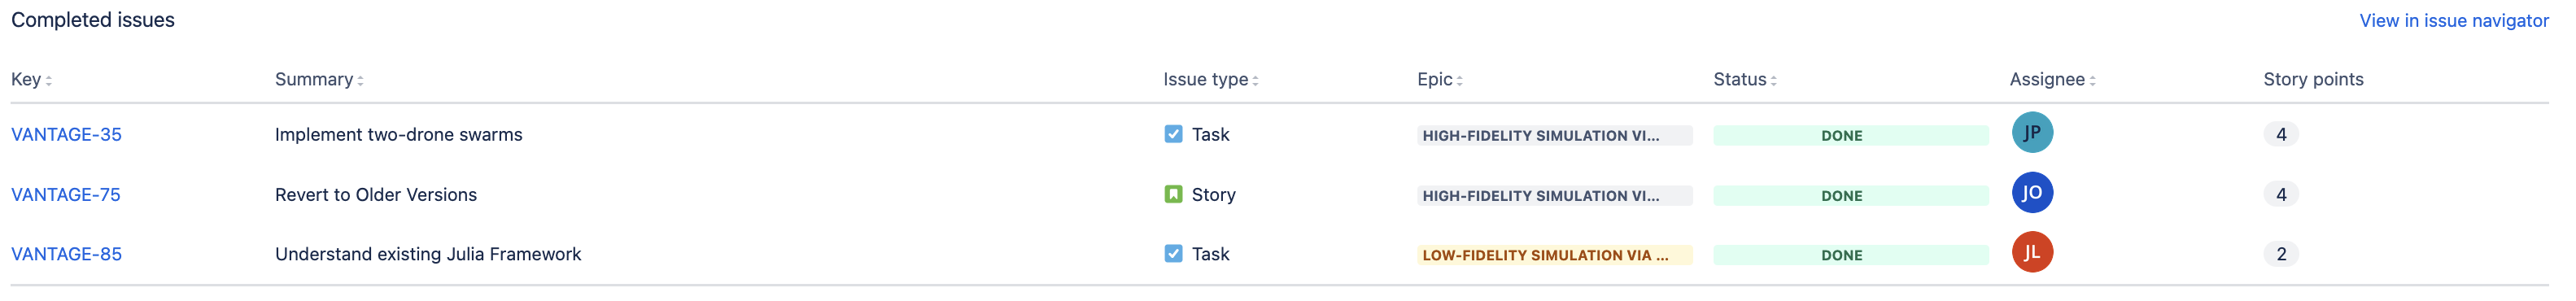 Completed issues View in issue navigator
Key Summary Issue type Epic Status Assignee Story points
VANTAGE-35 Implement two-drone swarms Task HIGH-FIDELITY SIMULATION VI... DONE JP 4
VANTAGE-75 Revert to Older Versions Story HIGH-FIDELITY SIMULATION VI... DONE JO 4
VANTAGE-85 Understand existing Julia Framework Task LOW-FIDELITY SIMULATION VIA ... DONE JL 2